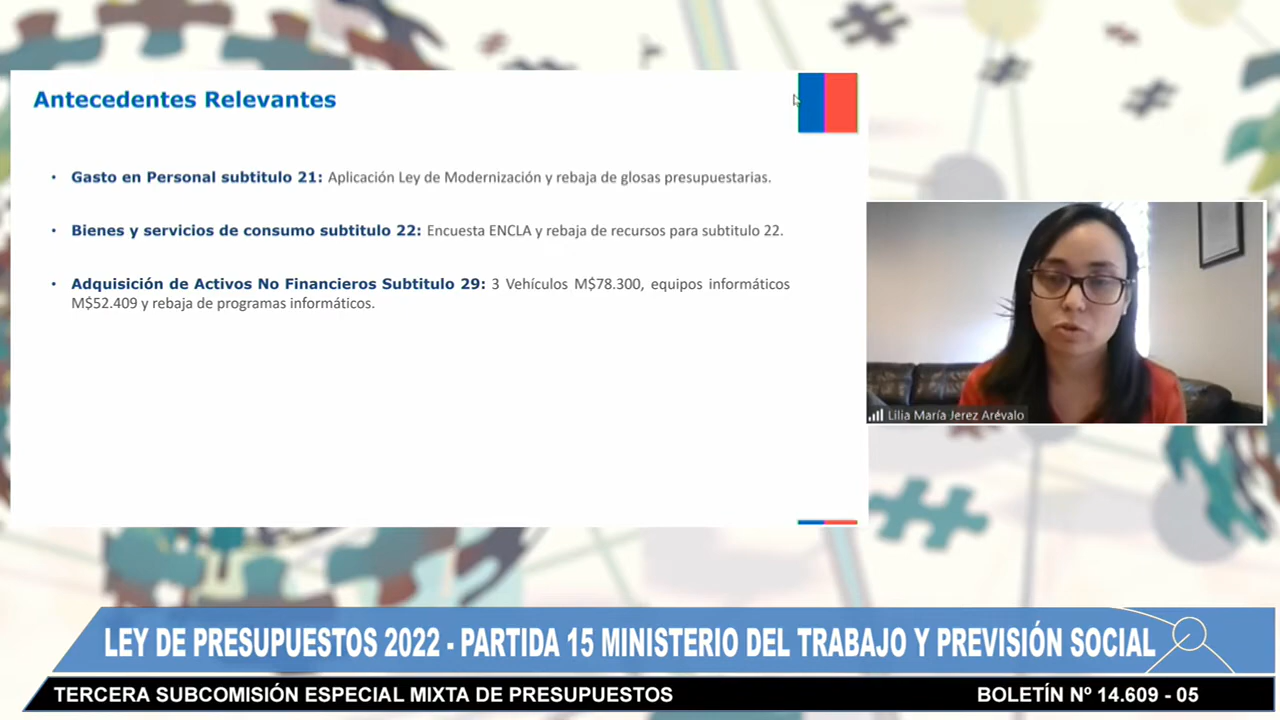 Antecedentes Relevantes
• Gasto en Personal subtitulo 21: Aplicación Ley de Modernización y rebaja de glosas presupuestarias.
• Bienes y servicios de consumo subtitulo 22: Encuesta ENCLA y rebaja de recursos para subtitulo 22.
• Adquisición de Activos No Financieros Subtitulo 29: 3 Vehículos M$78.300, equipos informáticos
M$52.409 y rebaja de programas informáticos.
Lilia María Jerez Arévalo
LEY DE PRESUPUESTOS 2022 - PARTIDA 15 MINISTERIO DEL TRABAJO Y PREVISIÓN SOCIAL
TERCERA SUBCOMISIÓN ESPECIAL MIXTA DE PRESUPUESTOS
BOLETÍN Nº 14.609 - 05